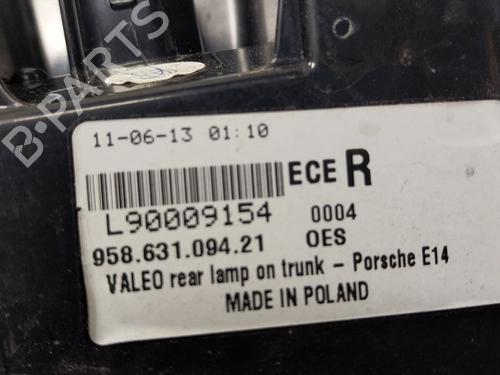 B-PARTS
11-06-13 01:10
ECE R
L90009154 0004
958.631.094.21 OES
VALEO rear lamp on trunk - Porsche E14
MADE IN POLAND